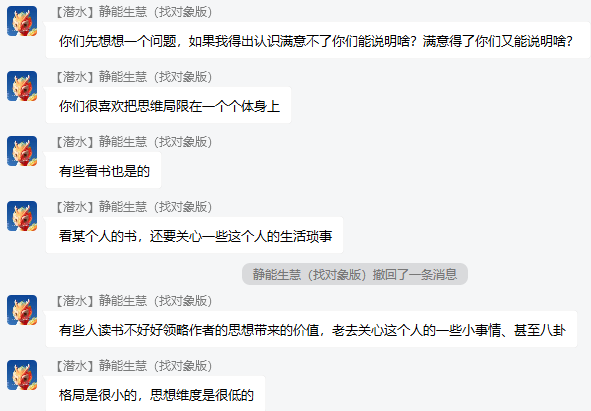 【潜水】静能生慧（找对象版）
你们先想想一个问题，如果我得出认识满意不了你们能说明啥？满意得了你们又能说明啥？
【潜水】静能生慧（找对象版）
你们很喜欢把思维局限在一个个体身上
【潜水】静能生慧（找对象版）
有些看书也是的
【潜水】静能生慧（找对象版）
看某个人的书，还要关心一些这个人的生活琐事
静能生慧（找对象版）撤回了一条消息
【潜水】静能生慧（找对象版）
有些人读书不好好领略作者的思想带来的价值，老去关心这个人的一些小事情、甚至八卦
【潜水】静能生慧（找对象版）
格局是很小的，思想维度是很低的